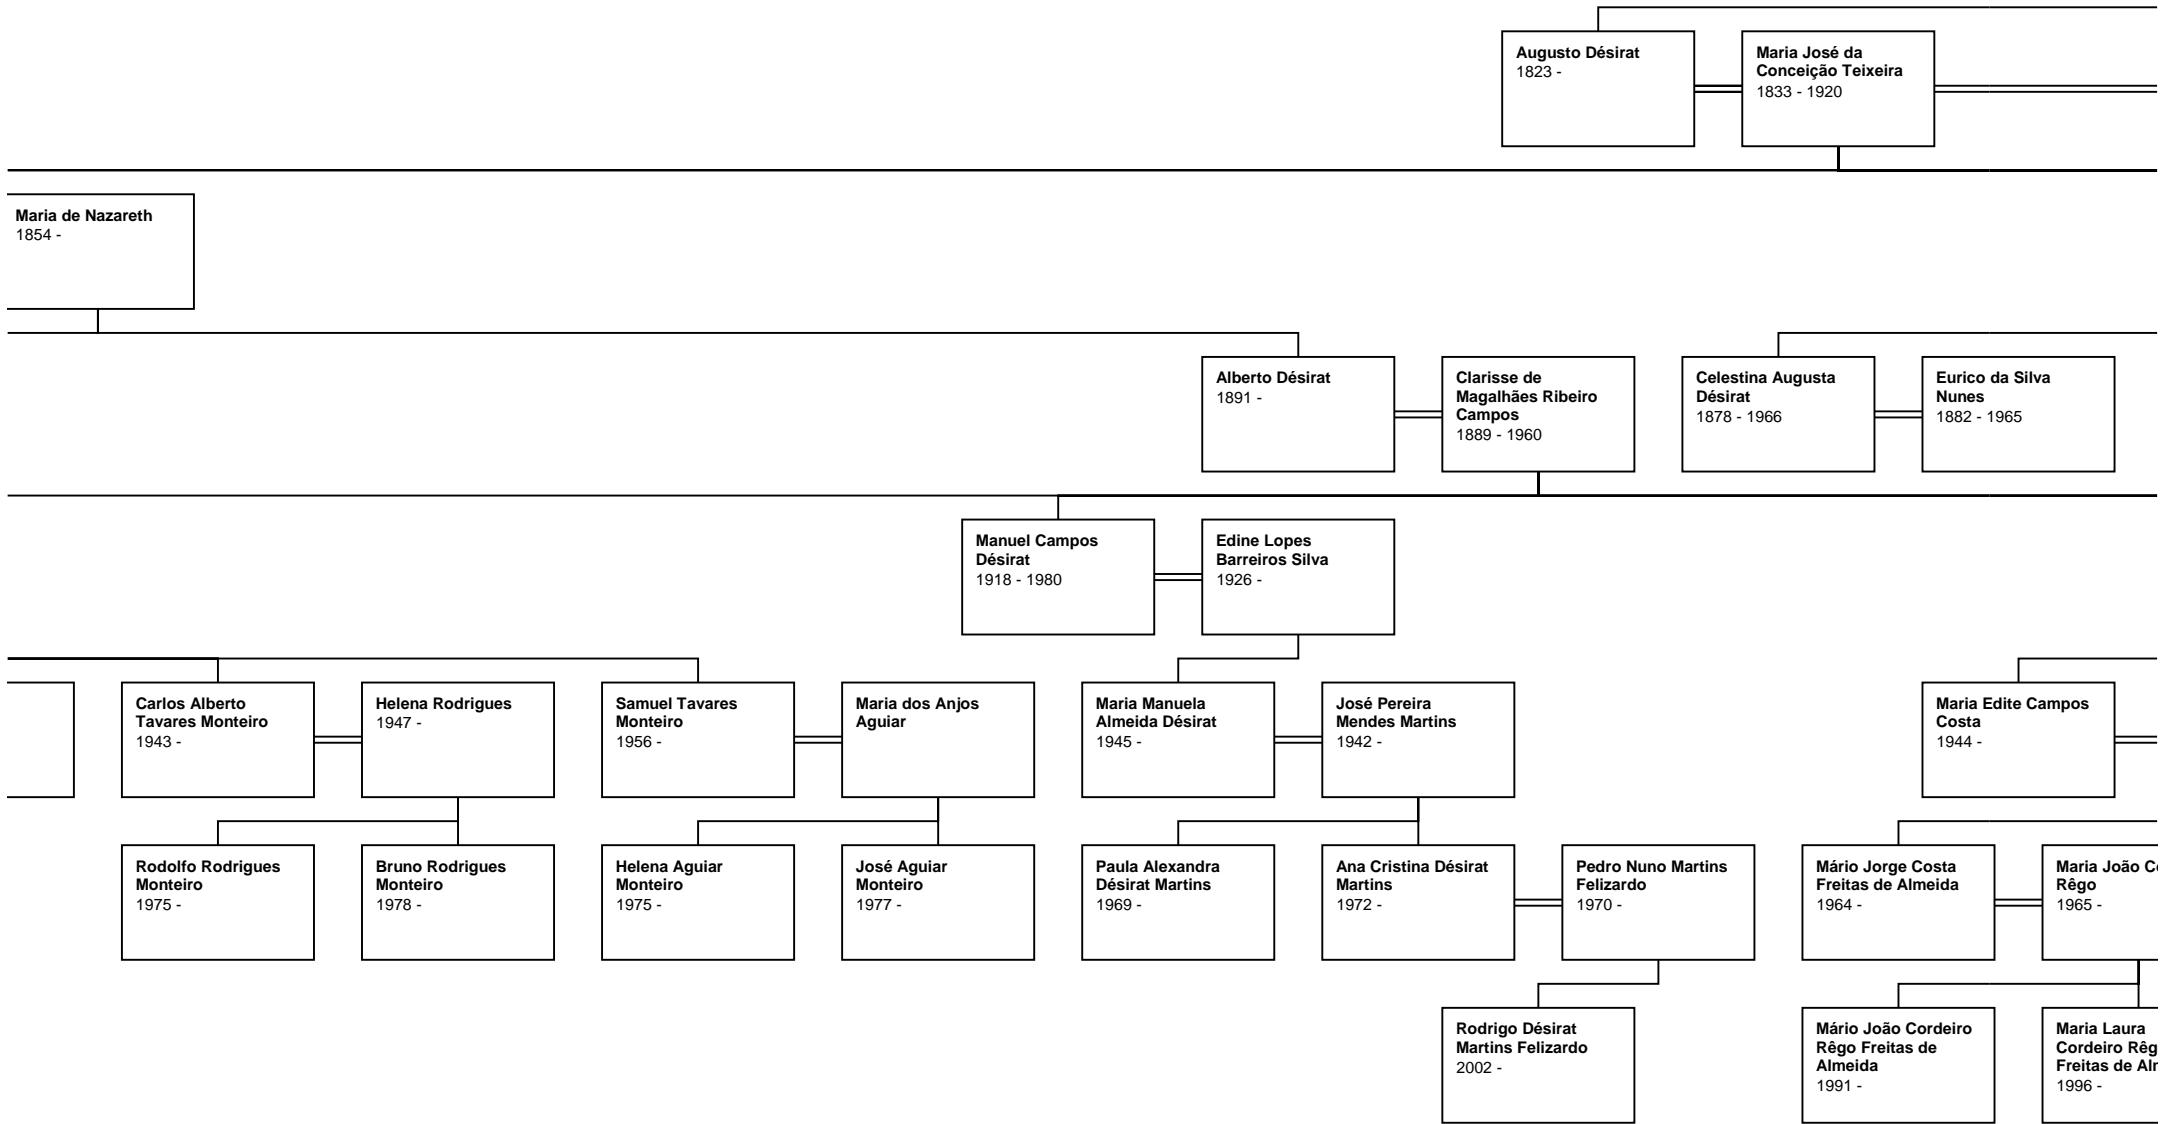 Augusto Désirat
1823 -
Maria José da
Conceição Teixeira
1833 - 1920
Maria de Nazareth
1854 -
Alberto Désirat
1891 -
Clarisse de
Magalhães Ribeiro
Campos
1889 - 1960
Celestina Augusta
Désirat
1878 - 1966
Eurico da Silva
Nunes
1882 - 1965
Manuel Campos
Désirat
1918 - 1980
Edine Lopes
Barreiros Silva
1926 -
Carlos Alberto
Tavares Monteiro
1943 -
Helena Rodrigues
1947 -
Samuel Tavares
Monteiro
1956 -
Maria dos Anjos
Aguiar
Maria Manuela
Almeida Désirat
1945 -
José Pereira
Mendes Martins
1942 -
Maria Edite Campos
Costa
1944 -
Rodolfo Rodrigues
Monteiro
1975 -
Bruno Rodrigues
Monteiro
1978 -
Helena Aguiar
Monteiro
1975 -
José Aguiar
Monteiro
1977 -
Paula Alexandra
Désirat Martins
1969 -
Ana Cristina Désirat
Martins
1972 -
Pedro Nuno Martins
Felizardo
1970 -
Mário Jorge Costa
Freitas de Almeida
1964 -
Maria João
Rêgo
1965 -
Rodrigo Désirat
Martins Felizardo
2002 -
Mário João Cordeiro
Rêgo Freitas de
Almeida
1991 -
Maria Laura
Cordeiro
Freitas de
1996 -